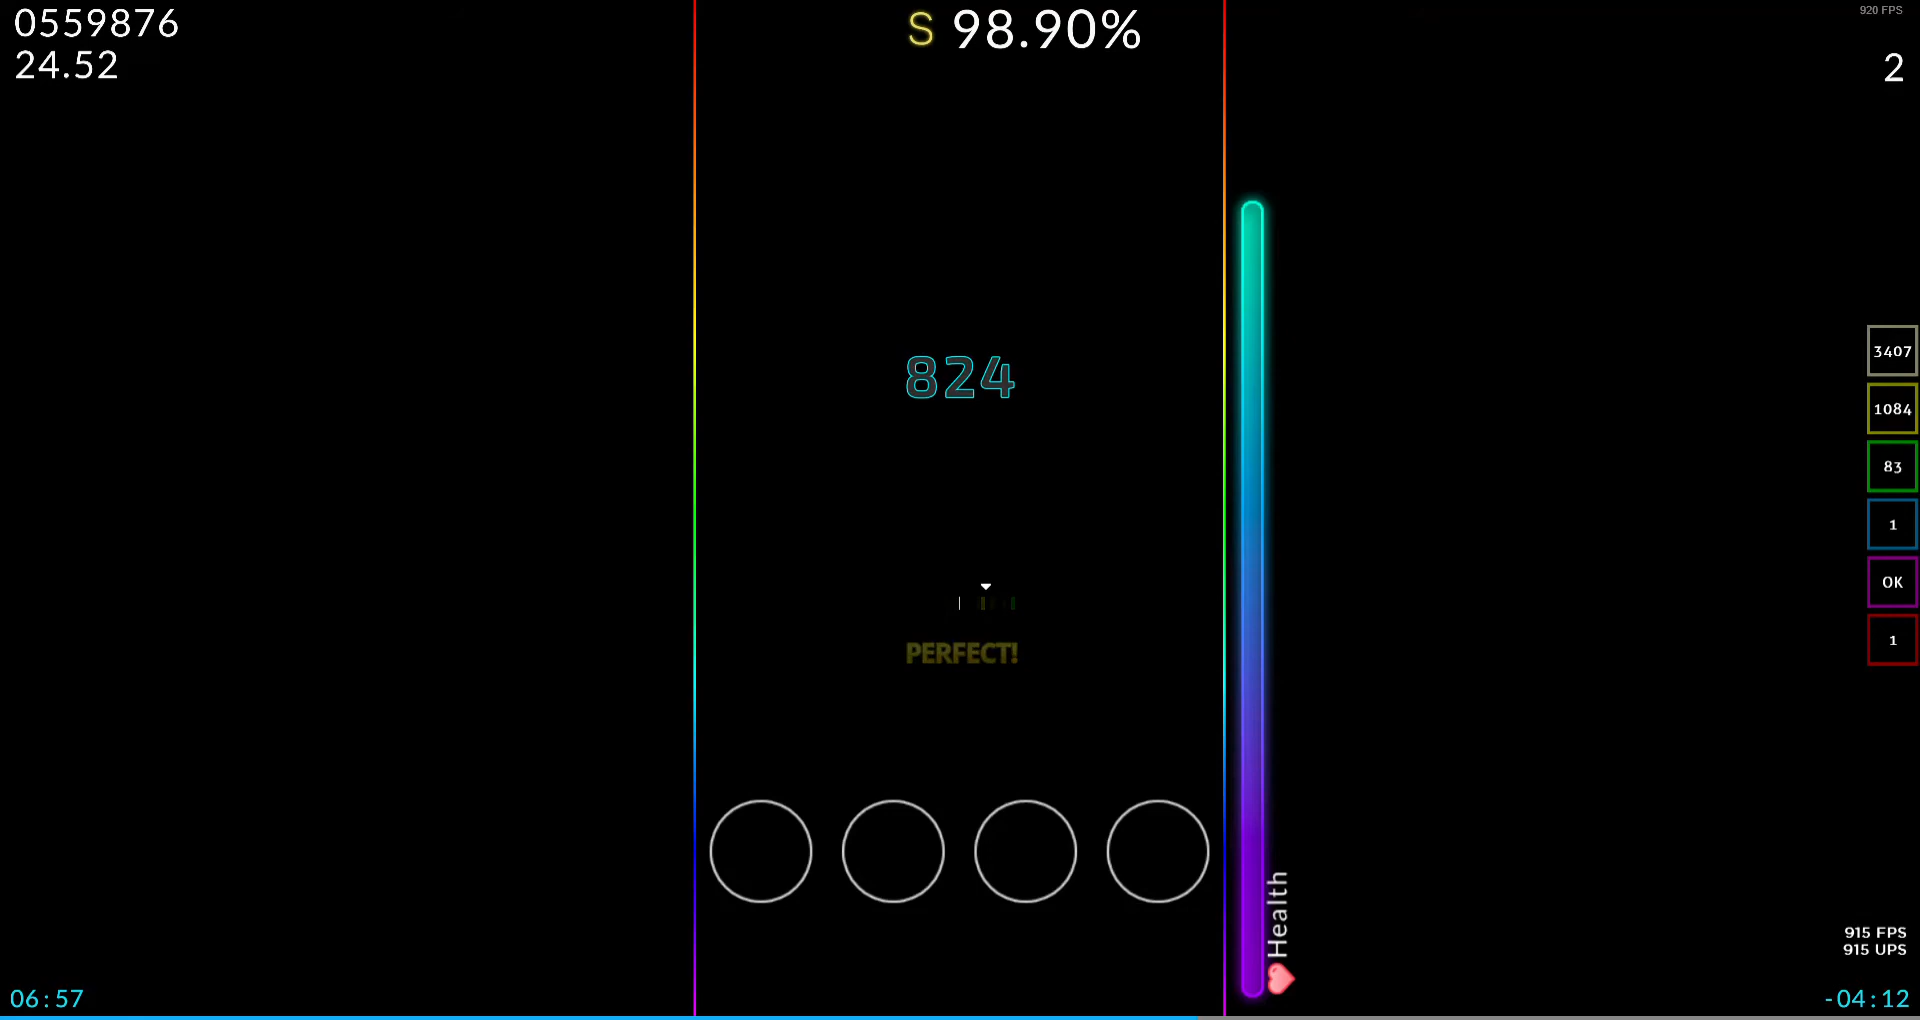 0559876
24.52
S 98.90%
920 FPS
2
824
3407
1084
83
1
OK
1
PERFECT!
Health
915 FPS
915 UPS
06:57
-04:12